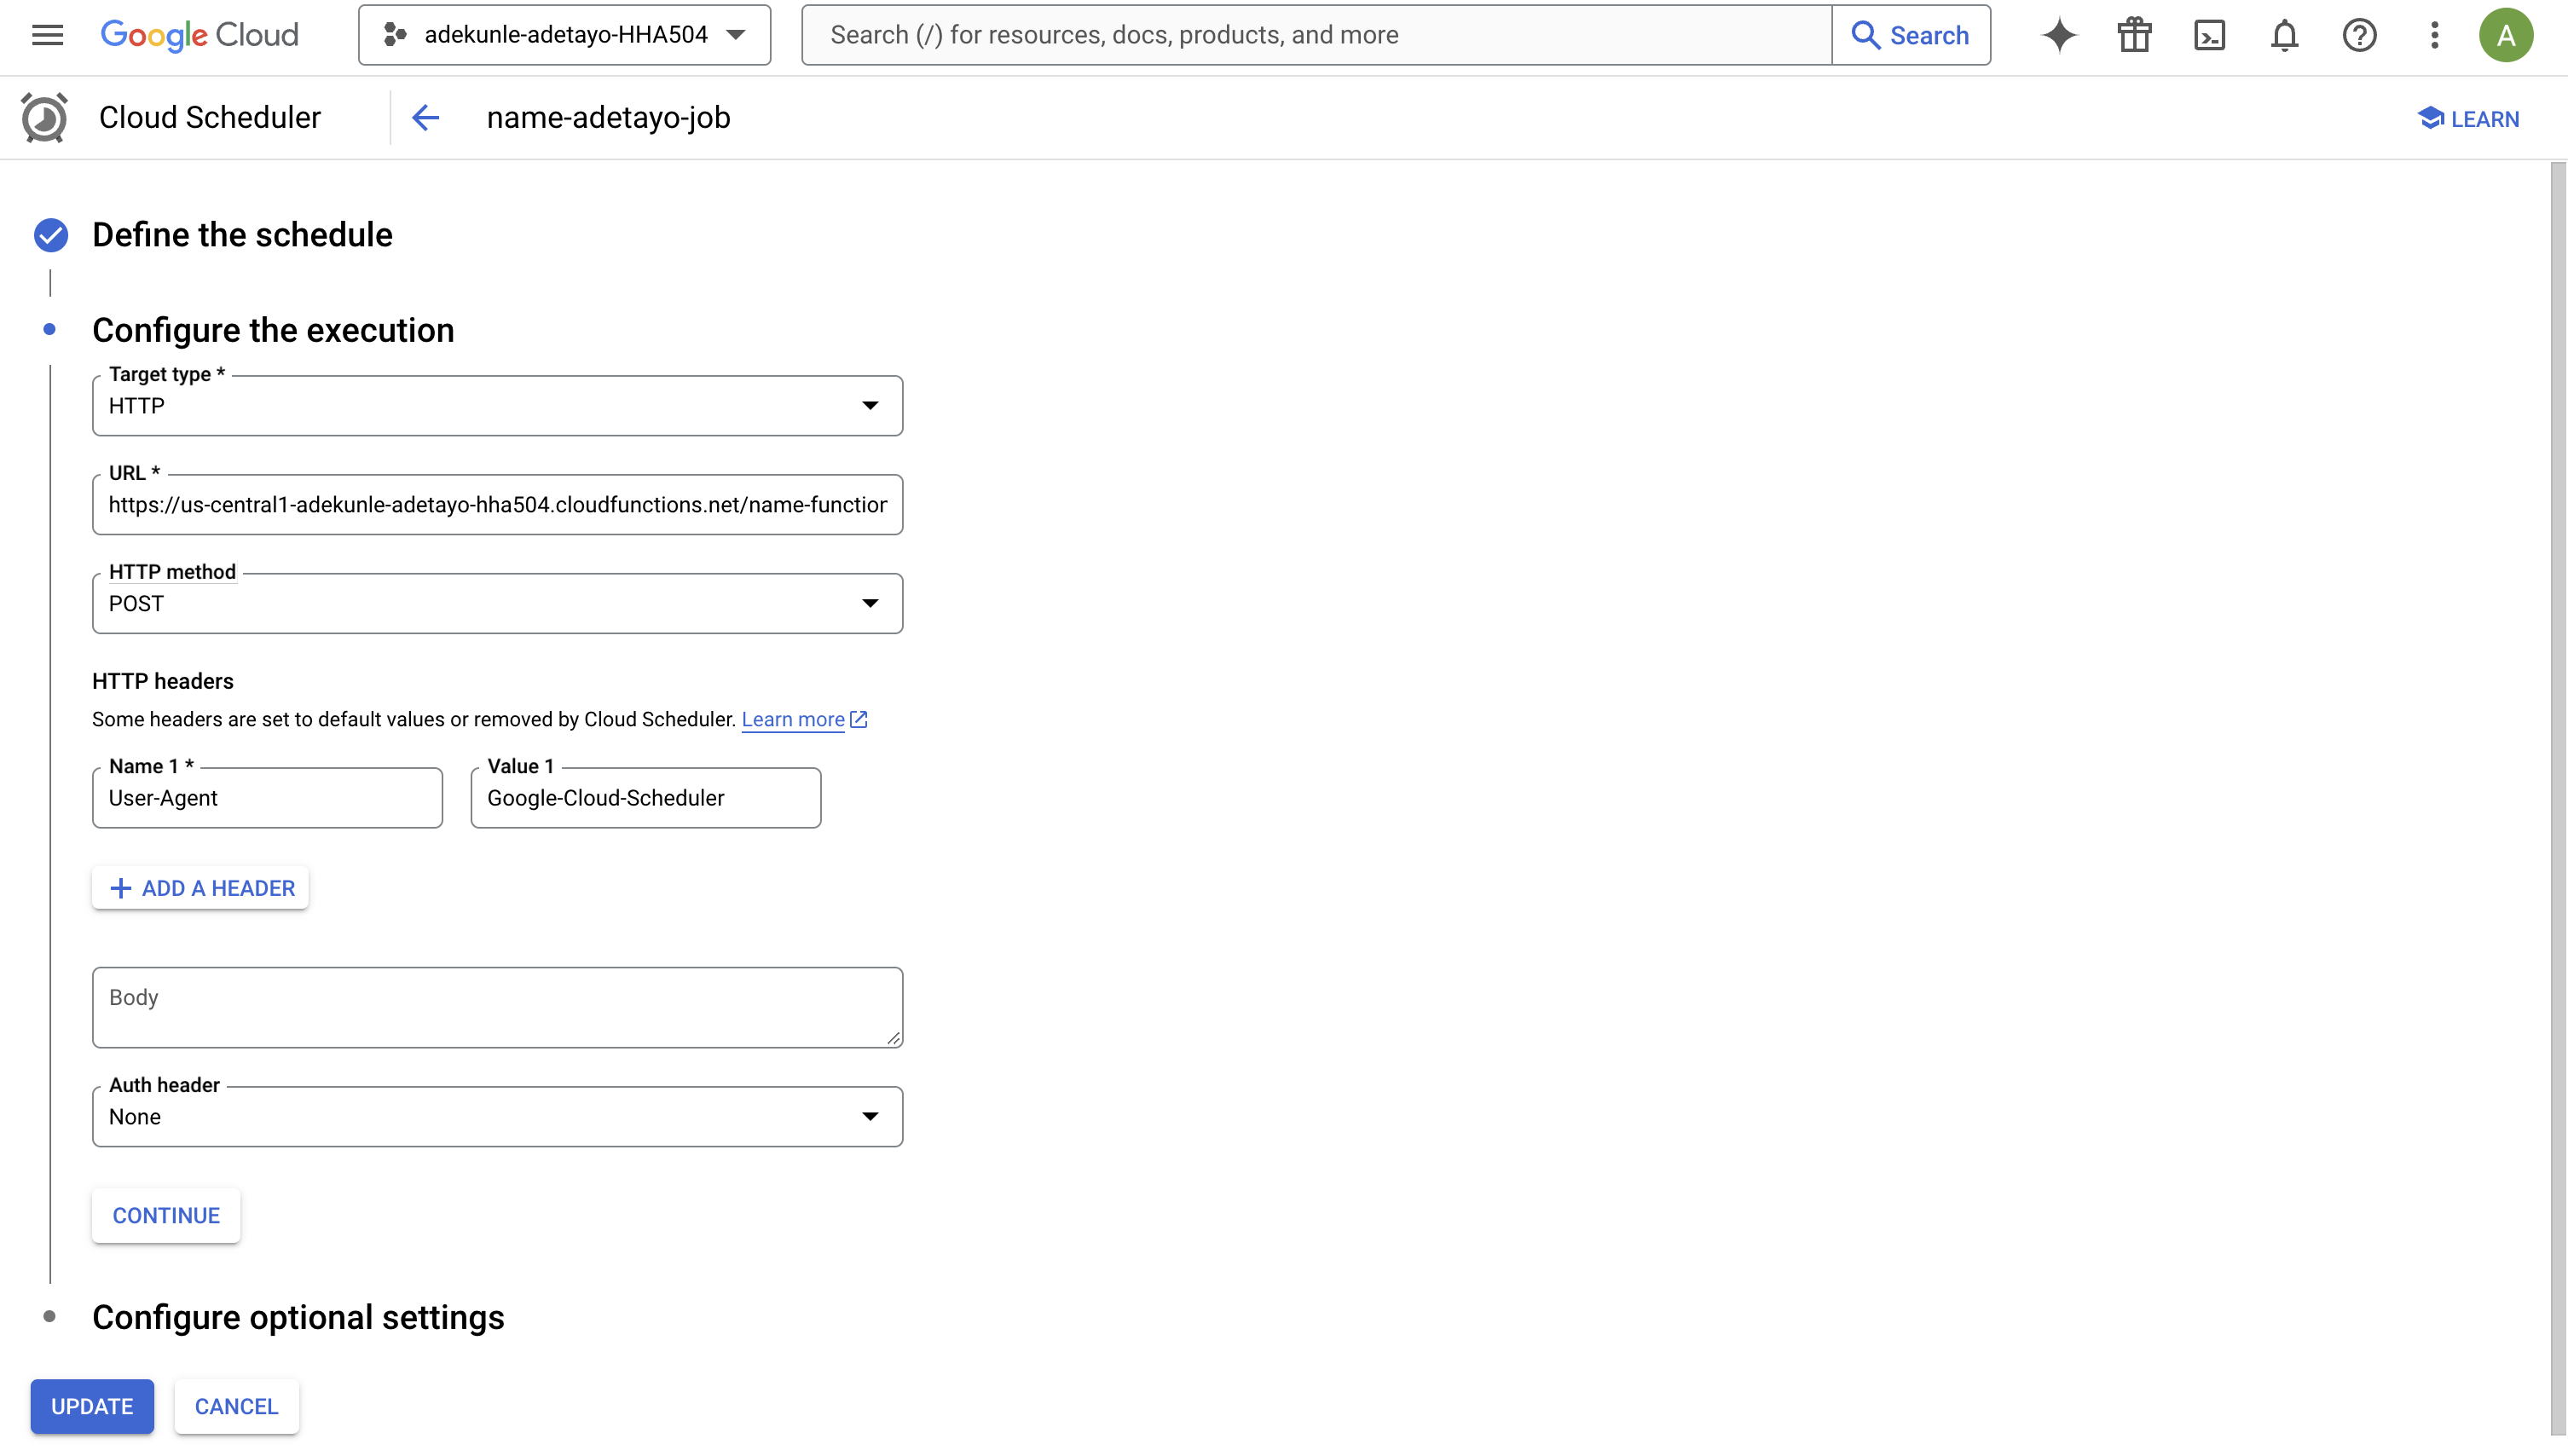 Google Cloud
adekunle-adetayo-HHA504
Search (/) for resources, docs, products, and more
Search
A
Cloud Scheduler
name-adetayo-job
LEARN
Define the schedule
Configure the execution
Target type *
HTTP
URL *
https://us-central1-adekunle-adetayo-hha504.cloudfunctions.net/name-function
HTTP method
POST
HTTP headers
Some headers are set to default values or removed by Cloud Scheduler. Learn more
Name 1 * Value 1
User-Agent Google-Cloud-Scheduler
+ ADD A HEADER
Body
Auth header
None
CONTINUE
Configure optional settings
UPDATE CANCEL